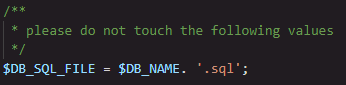 /**
 * please do not touch the following values
 */
$DB_SQL_FILE = $DB_NAME. '.sql';